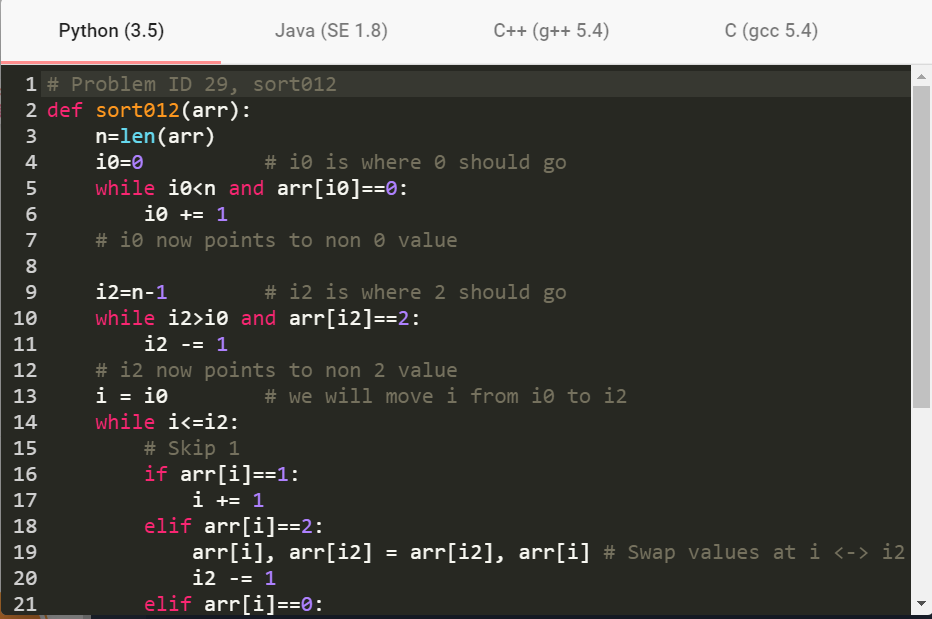 Python (3.5) Java (SE 1.8) C++ (g++ 5.4) C (gcc 5.4)
1 # Problem ID 29, sort012
2 def sort012(arr):
3     n=len(arr)
4     i0=0          # i0 is where 0 should go
5     while i0<n and arr[i0]==0:
6         i0 += 1
7     # i0 now points to non 0 value
8
9     i2=n-1        # i2 is where 2 should go
10     while i2>i0 and arr[i2]==2:
11         i2 -= 1
12     # i2 now points to non 2 value
13     i = i0        # we will move i from i0 to i2
14     while i<=i2:
15         # Skip 1
16         if arr[i]==1:
17             i += 1
18         elif arr[i]==2:
19             arr[i], arr[i2] = arr[i2], arr[i] # Swap values at i <-> i2
20             i2 -= 1
21         elif arr[i]==0: